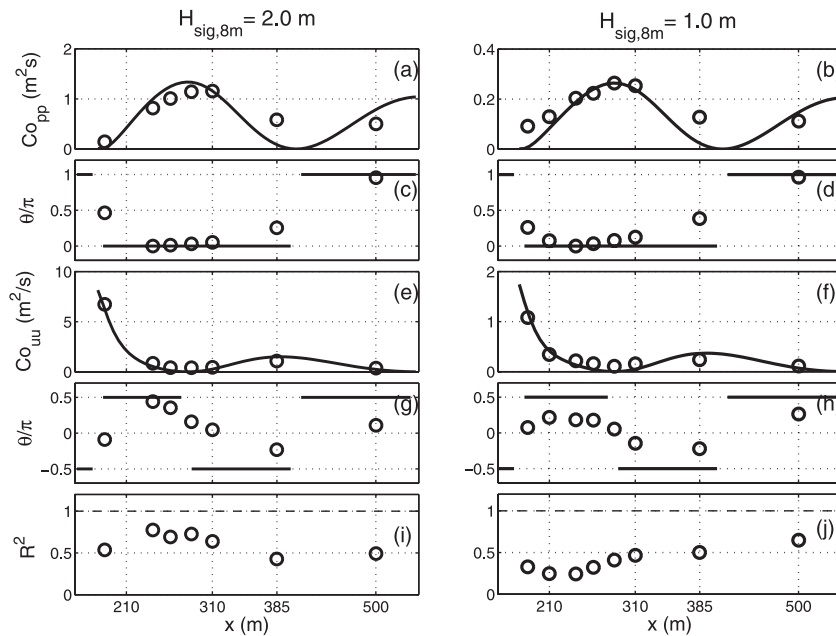 H_sig,8m = 2.0 m
H_sig,8m = 1.0 m
Co_pp (m²s)
2
1
0
(a)
0.4
0.2
0
(b)
θ/π
1
0.5
0
(c)
1
0.5
0
(d)
Co_uu (m²/s)
10
5
0
(e)
2
1
0
(f)
θ/π
0.5
0
−0.5
(g)
0.5
0
−0.5
(h)
R²
1
0.5
0
(i)
1
0.5
0
(j)
210 310 385 500
x (m)
210 310 385 500
x (m)